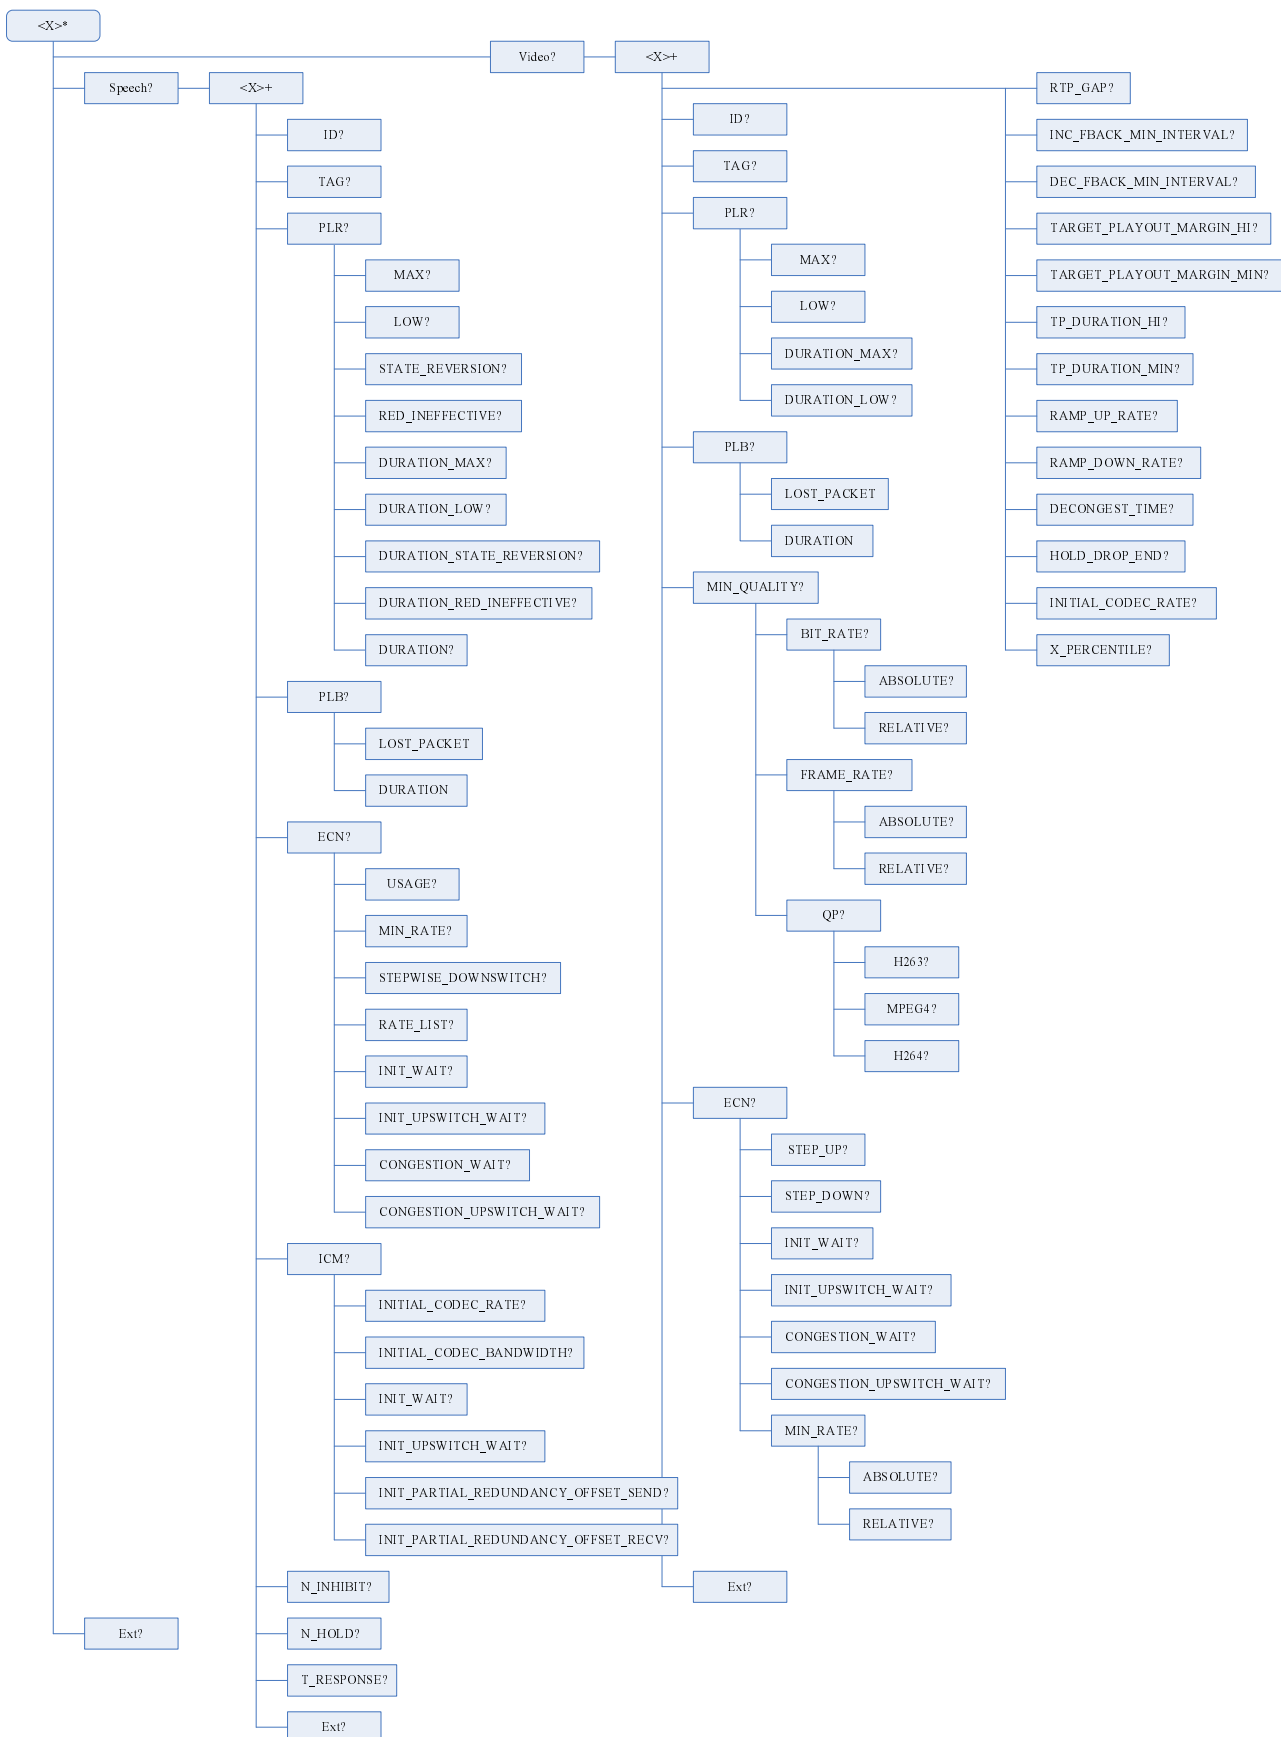 <X>*
Video?
<X>+
Speech?
<X>+
ID?
TAG?
PLR?
MAX?
LOW?
STATE_REVERSION?
RED_INEFFECTIVE?
DURATION_MAX?
DURATION_LOW?
DURATION_STATE_REVERSION?
DURATION_RED_INEFFECTIVE?
DURATION?
PLB?
LOST_PACKET
DURATION
ECN?
USAGE?
MIN_RATE?
STEPWISE_DOWNSWITCH?
RATE_LIST?
INIT_WAIT?
INIT_UPSWITCH_WAIT?
CONGESTION_WAIT?
CONGESTION_UPSWITCH_WAIT?
ICM?
INITIAL_CODEC_RATE?
INITIAL_CODEC_BANDWIDTH?
INIT_WAIT?
INIT_UPSWITCH_WAIT?
INIT_PARTIAL_REDUNDANCY_OFFSET_SEND?
INIT_PARTIAL_REDUNDANCY_OFFSET_RECV?
N_INHIBIT?
N_HOLD?
T_RESPONSE?
Ext?
Ext?
ID?
TAG?
PLR?
MAX?
LOW?
DURATION_MAX?
DURATION_LOW?
PLB?
LOST_PACKET
DURATION
MIN_QUALITY?
BIT_RATE?
ABSOLUTE?
RELATIVE?
FRAME_RATE?
ABSOLUTE?
RELATIVE?
QP?
H263?
MPEG4?
H264?
ECN?
STEP_UP?
STEP_DOWN?
INIT_WAIT?
INIT_UPSWITCH_WAIT?
CONGESTION_WAIT?
CONGESTION_UPSWITCH_WAIT?
MIN_RATE?
ABSOLUTE?
RELATIVE?
Ext?
RTP_GAP?
INC_FBACK_MIN_INTERVAL?
DEC_FBACK_MIN_INTERVAL?
TARGET_PLAYOUT_MARGIN_HI?
TARGET_PLAYOUT_MARGIN_MIN?
TP_DURATION_HI?
TP_DURATION_MIN?
RAMP_UP_RATE?
RAMP_DOWN_RATE?
DECONGEST_TIME?
HOLD_DROP_END?
INITIAL_CODEC_RATE?
X_PERCENTILE?